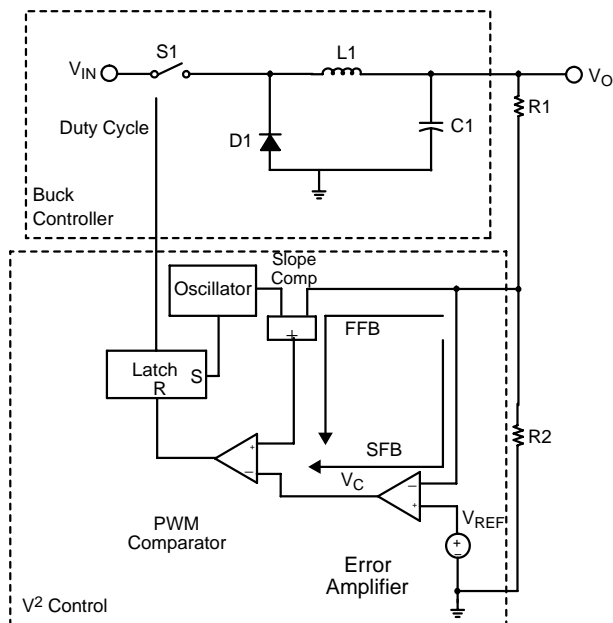 S1
L1
V_IN
V_O
R1
Duty Cycle
D1
C1
Buck
Controller
Slope
Comp
Oscillator
+
FFB
Latch
S
R
R2
+
SFB
−
V_C
−
+
V_REF
PWM
Comparator
+
−
Error
Amplifier
V² Control